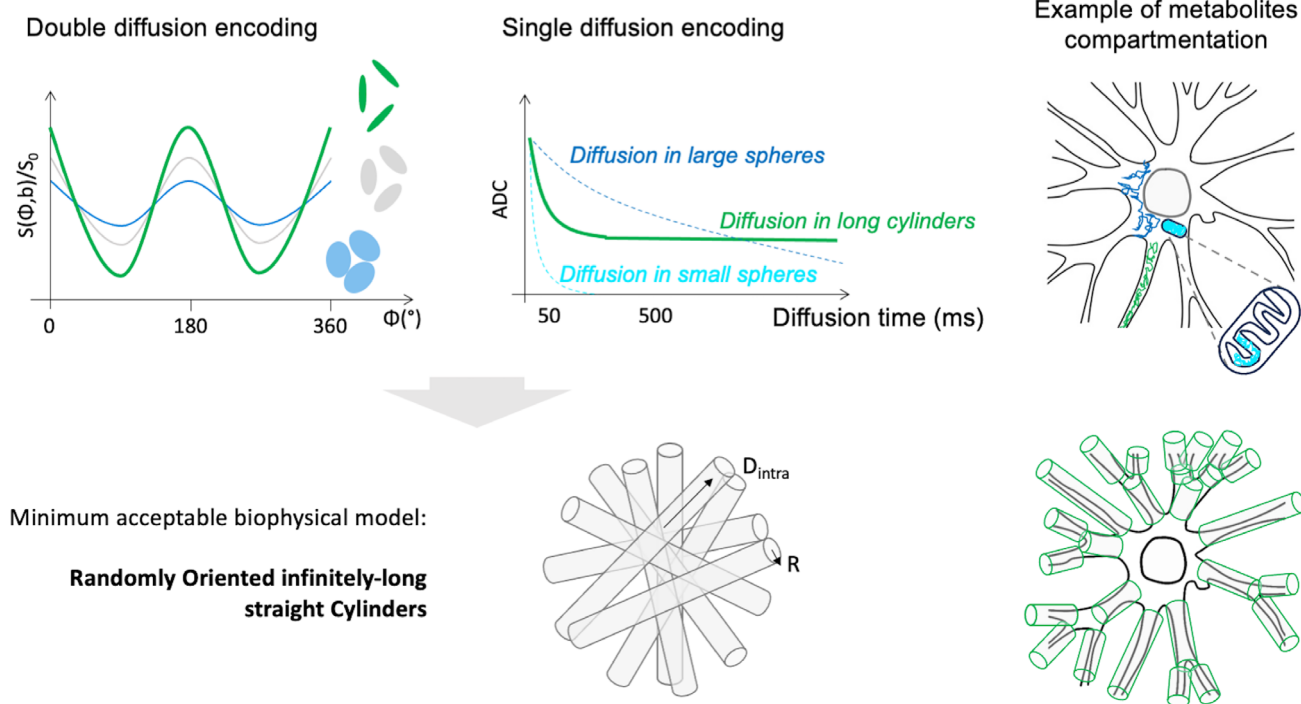 Double diffusion encoding
S(Φ,b)/S₀
0
180
360
Φ(°)
Single diffusion encoding
ADC
Diffusion in large spheres
Diffusion in long cylinders
Diffusion in small spheres
50
500
Diffusion time (ms)
Example of metabolites
compartmentation
Minimum acceptable biophysical model:
Randomly Oriented infinitely-long
straight Cylinders
Dintra
R